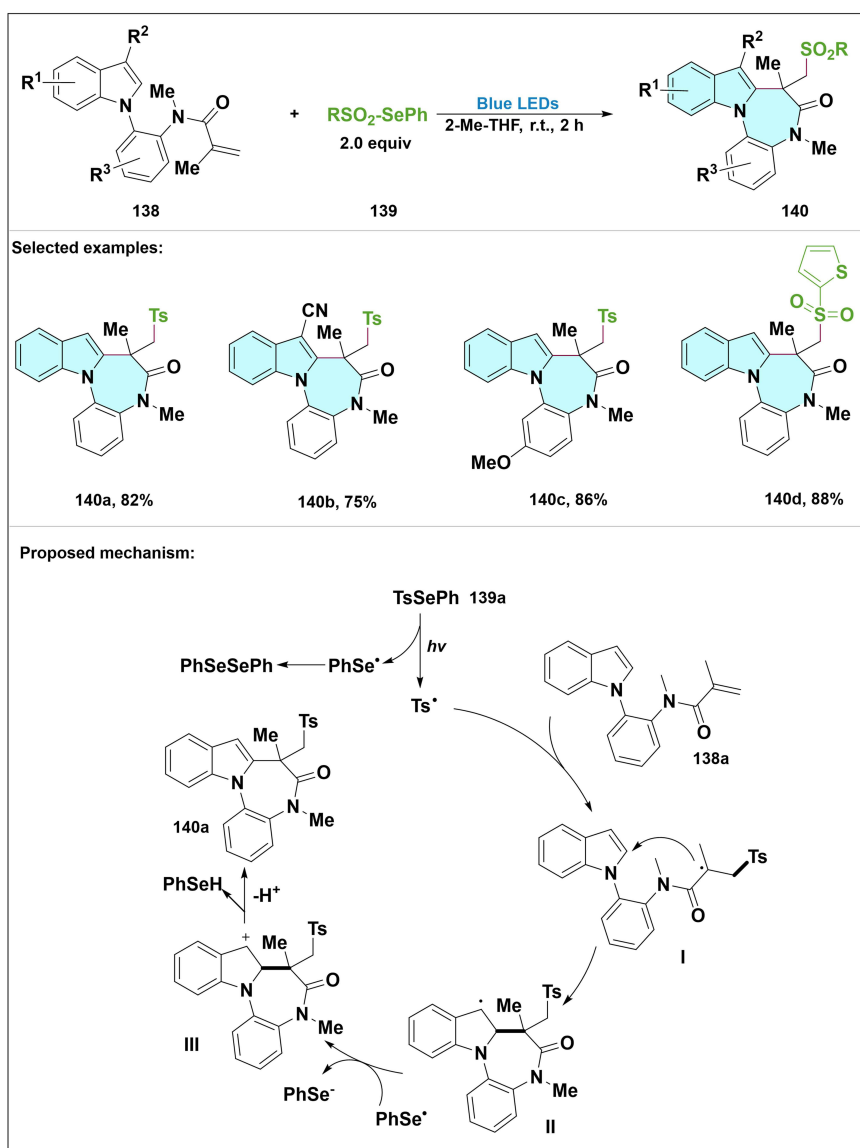 R²
R¹
N
Me
N
O
R³
Me
138
+
RSO₂-SePh
2.0 equiv
139
Blue LEDs
2-Me-THF, r.t., 2 h
R²
SO₂R
Me
R¹
O
N
N
Me
R³
140
Selected examples:
Ts
Me
O
N
N
Me
140a, 82%
CN
Ts
Me
O
N
N
Me
140b, 75%
Ts
Me
O
N
N
Me
MeO
140c, 86%
S
O
S
O
Me
O
N
N
Me
140d, 88%
Proposed mechanism:
TsSePh 139a
hv
PhSeSePh
PhSe•
Ts•
N
N
O
138a
Ts
Me
O
N
N
Me
140a
N
N
O
Ts
•
I
PhSeH
-H⁺
+
Ts
Me
O
N
N
Me
III
PhSe⁻
PhSe•
•
Ts
Me
O
N
N
Me
II